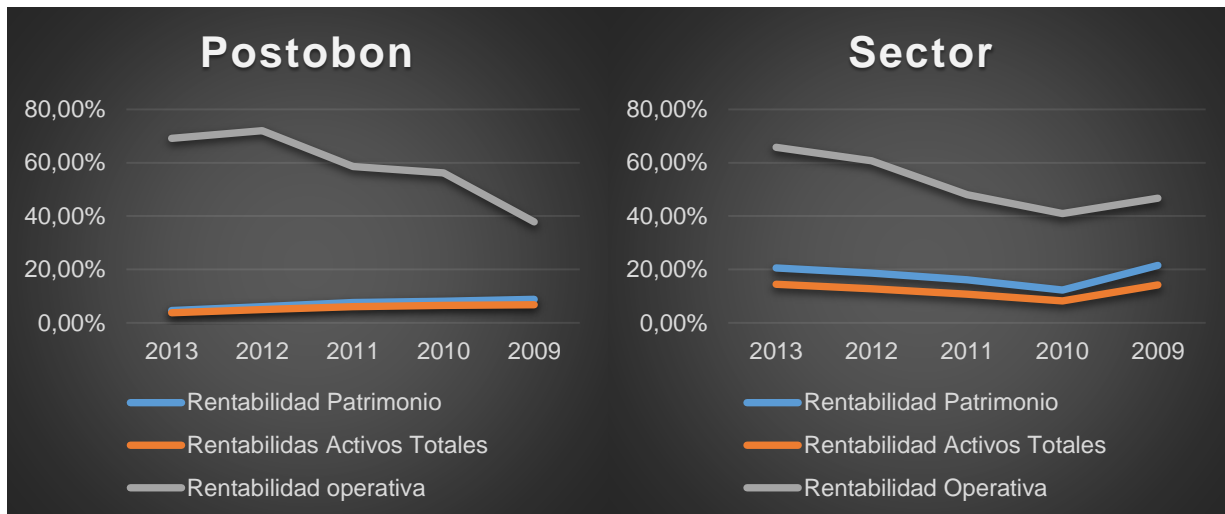 Postobon
80,00%
60,00%
40,00%
20,00%
0,00%
2013 2012 2011 2010 2009
Rentabilidad Patrimonio
Rentabilidas Activos Totales
Rentabilidad operativa
Sector
80,00%
60,00%
40,00%
20,00%
0,00%
2013 2012 2011 2010 2009
Rentabilidad Patrimonio
Rentabilidad Activos Totales
Rentabilidad Operativa